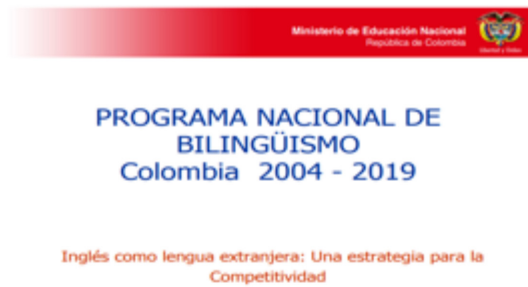 Ministerio de Educación Nacional
República de Colombia
PROGRAMA NACIONAL DE
BILINGÜISMO
Colombia 2004 - 2019
Inglés como lengua extranjera: Una estrategia para la
Competitividad